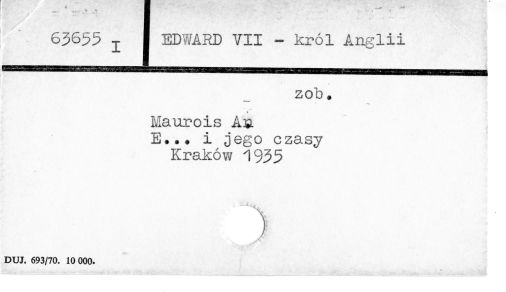 63655 I
EDWARD VII - król Anglii
zob.
Maurois An
E... i jego czasy
Kraków 1935
DUJ. 693/70. 10 000.